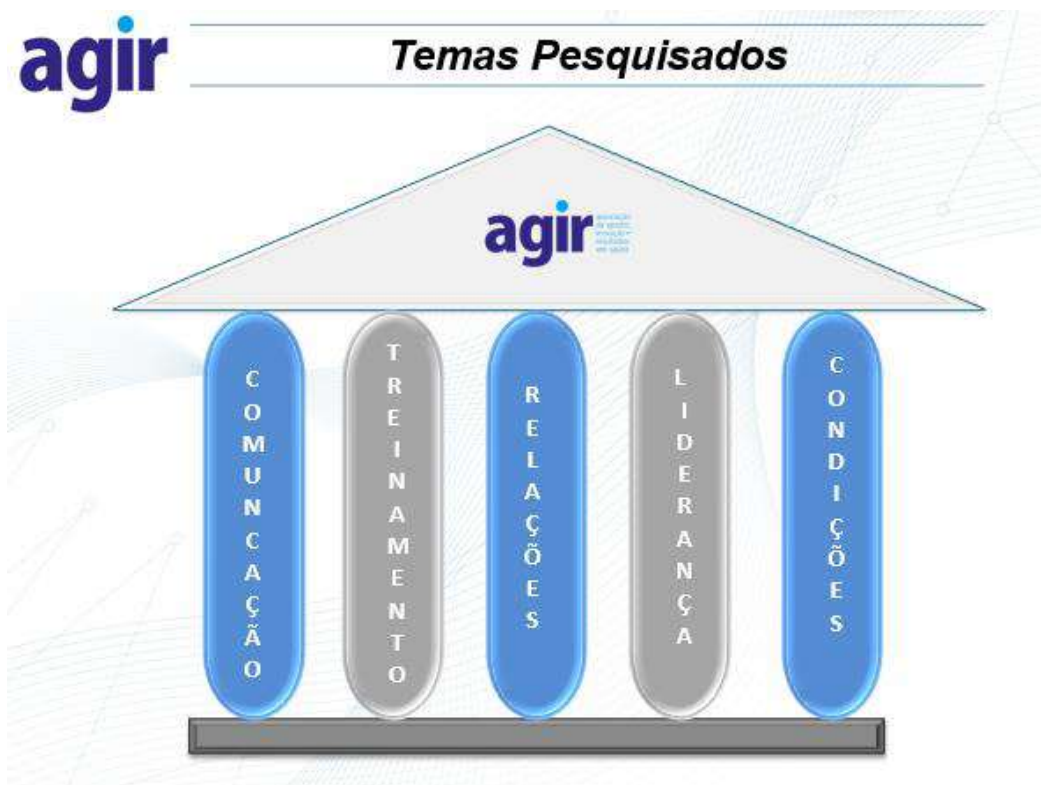 agir
Temas Pesquisados
agir
COMUNCAÇÃO
TREINAMENTO
RELAÇÕES
LIDERANÇA
CONDIÇÕES